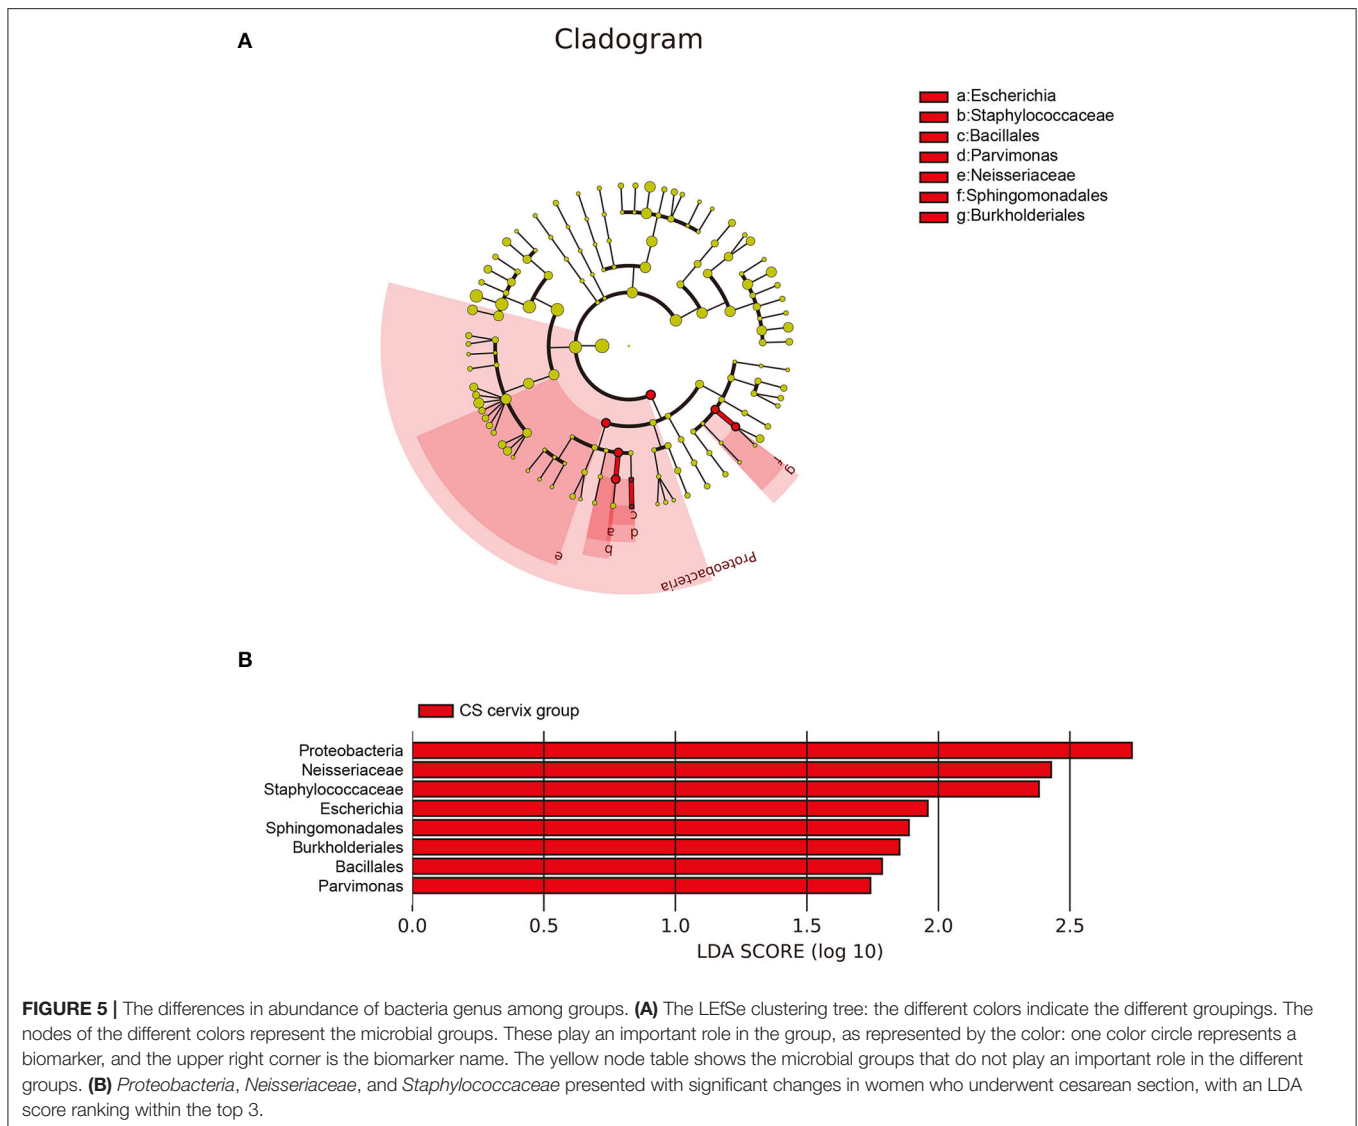 A
Cladogram
a:Escherichia
b:Staphylococcaceae
c:Bacillales
d:Parvimonas
e:Neisseriaceae
f:Sphingomonadales
g:Burkholderiales
f
g
c
a
d
b
e
Proteobacteria
B
CS cervix group
Proteobacteria
Neisseriaceae
Staphylococcaceae
Escherichia
Sphingomonadales
Burkholderiales
Bacillales
Parvimonas
0.0 0.5 1.0 1.5 2.0 2.5
LDA SCORE (log 10)
FIGURE 5 | The differences in abundance of bacteria genus among groups. (A) The LEfSe clustering tree: the different colors indicate the different groupings. The
nodes of the different colors represent the microbial groups. These play an important role in the group, as represented by the color: one color circle represents a
biomarker, and the upper right corner is the biomarker name. The yellow node table shows the microbial groups that do not play an important role in the different
groups. (B) Proteobacteria, Neisseriaceae, and Staphylococcaceae presented with significant changes in women who underwent cesarean section, with an LDA
score ranking within the top 3.